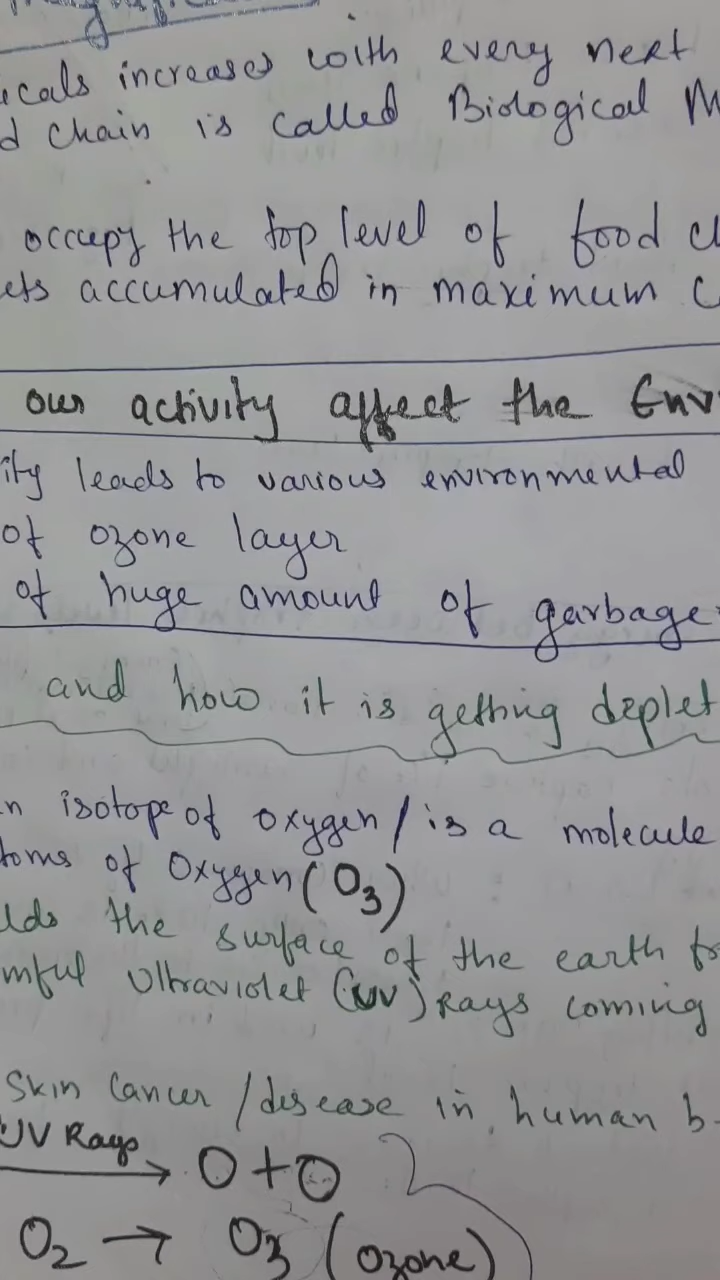 icals increases with every next
d chain is called Biological M
occupy the top level of food ch
ets accumulated in maximum C
our activity affect the Env
ity leads to various environmental
of ozone layer
of huge amount of garbage
and how it is getting deplet
n isotope of oxygen / is a molecule
toms of Oxygen (O3)
lds the surface of the earth fr
mful Ultraviolet (UV) Rays coming
Skin Cancer / disease in human b
UV Rays
→ O + O
O2 → O3 (Ozone)